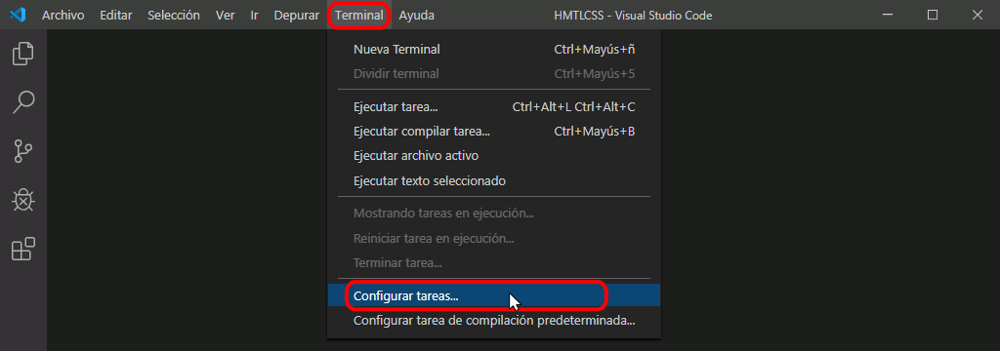 Archivo Editar Selección Ver Ir Depurar Terminal Ayuda HMTLCSS - Visual Studio Code
Nueva Terminal Ctrl+Mayús+ñ
Dividir terminal Ctrl+Mayús+5
Ejecutar tarea... Ctrl+Alt+L Ctrl+Alt+C
Ejecutar compilar tarea... Ctrl+Mayús+B
Ejecutar archivo activo
Ejecutar texto seleccionado
Mostrando tareas en ejecución...
Reiniciar tarea en ejecución...
Terminar tarea...
Configurar tareas...
Configurar tarea de compilación predeterminada...